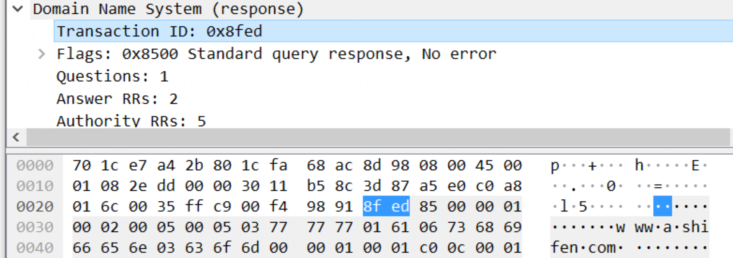 Domain Name System (response)
Transaction ID: 0x8fed
Flags: 0x8500 Standard query response, No error
Questions: 1
Answer RRs: 2
Authority RRs: 5
0000 70 1c e7 a4 2b 80 1c fa 68 ac 8d 98 08 00 45 00 p···+··· h·····E·
0010 01 08 2e dd 00 00 30 11 b5 8c 3d 87 a5 e0 c0 a8 ··.···0· ··=·····
0020 01 6c 00 35 ff c9 00 f4 98 91 8f ed 85 00 00 01 ·l·5···· ········
0030 00 02 00 05 00 05 03 77 77 77 01 61 06 73 68 69 ·······w ww·a·shi
0040 66 65 6e 03 63 6f 6d 00 00 01 00 01 c0 0c 00 01 fen·com· ········